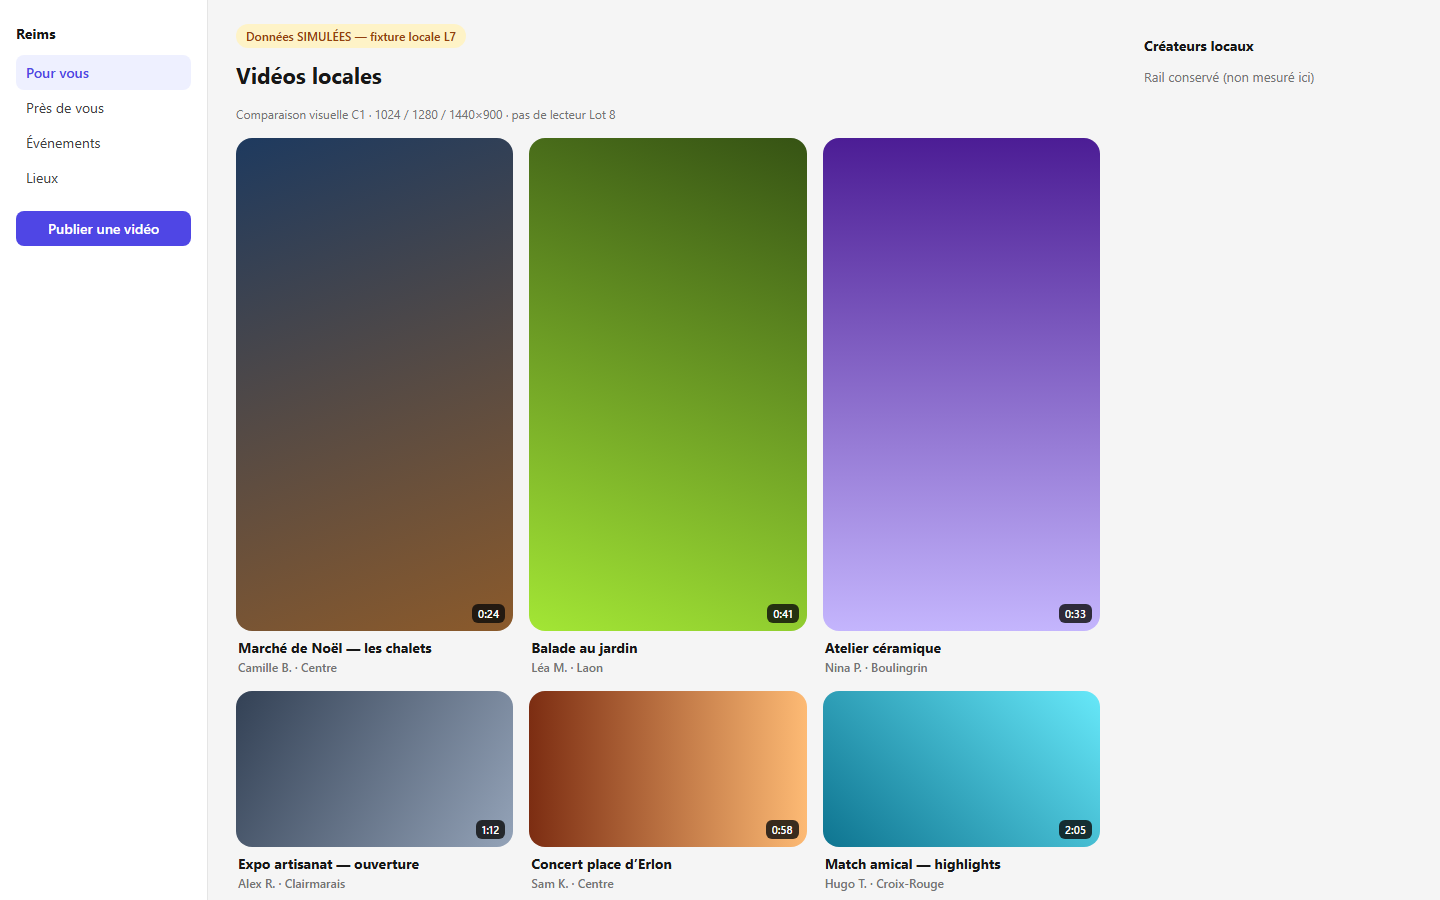 Reims
Pour vous
Près de vous
Événements
Lieux
Publier une vidéo
Données SIMULÉES — fixture locale L7
Vidéos locales
Comparaison visuelle C1 · 1024 / 1280 / 1440×900 · pas de lecteur Lot 8
0:24
0:41
0:33
Marché de Noël — les chalets
Camille B. · Centre
Balade au jardin
Léa M. · Laon
Atelier céramique
Nina P. · Boulingrin
1:12
0:58
2:05
Expo artisanat — ouverture
Alex R. · Clairmarais
Concert place d’Erlon
Sam K. · Centre
Match amical — highlights
Hugo T. · Croix-Rouge
Créateurs locaux
Rail conservé (non mesuré ici)